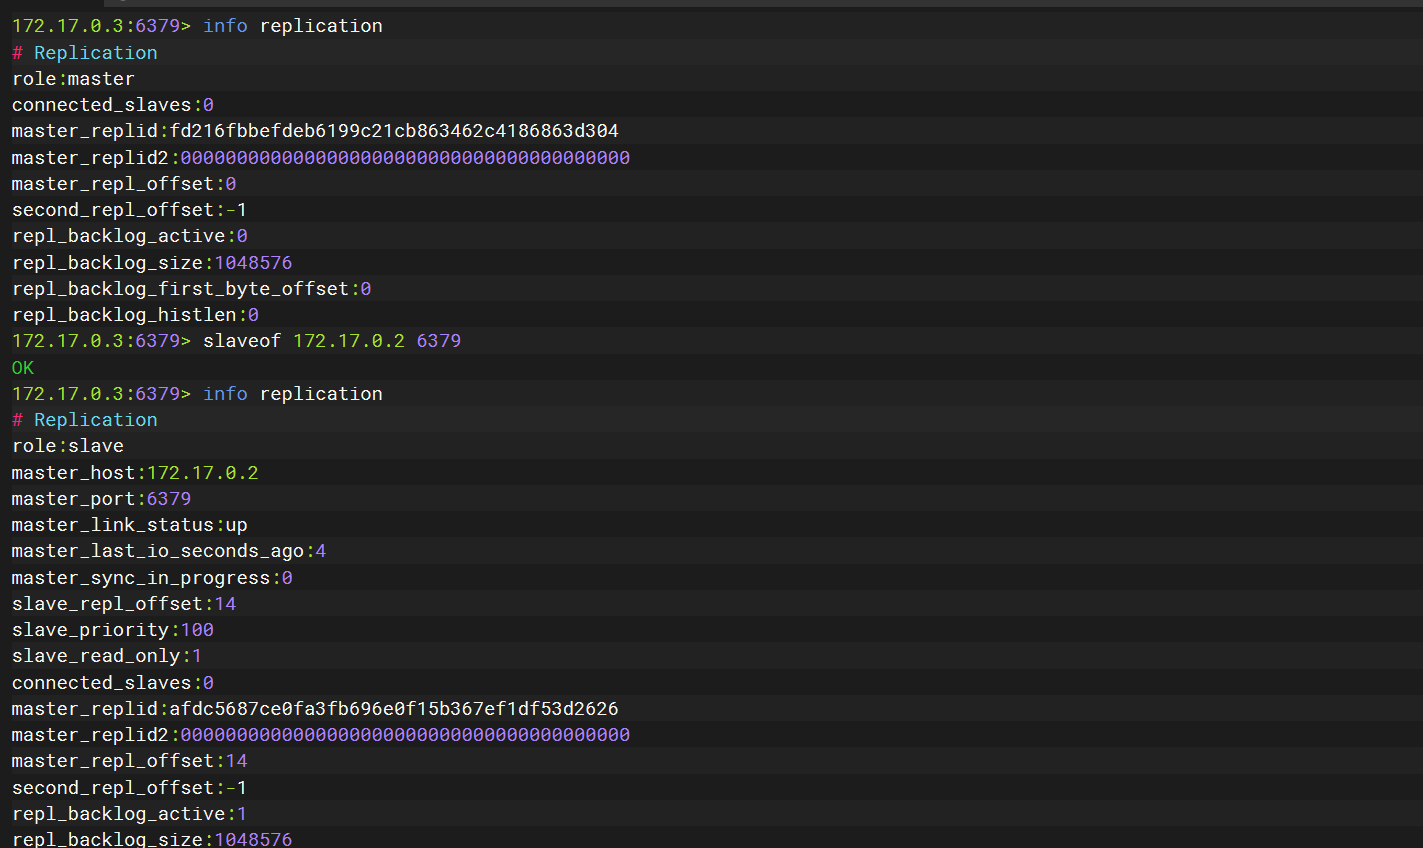 172.17.0.3:6379> info replication
# Replication
role:master
connected_slaves:0
master_replid:fd216fbbefdeb6199c21cb863462c4186863d304
master_replid2:0000000000000000000000000000000000000000
master_repl_offset:0
second_repl_offset:-1
repl_backlog_active:0
repl_backlog_size:1048576
repl_backlog_first_byte_offset:0
repl_backlog_histlen:0
172.17.0.3:6379> slaveof 172.17.0.2 6379
OK
172.17.0.3:6379> info replication
# Replication
role:slave
master_host:172.17.0.2
master_port:6379
master_link_status:up
master_last_io_seconds_ago:4
master_sync_in_progress:0
slave_repl_offset:14
slave_priority:100
slave_read_only:1
connected_slaves:0
master_replid:afdc5687ce0fa3fb696e0f15b367ef1df53d2626
master_replid2:0000000000000000000000000000000000000000
master_repl_offset:14
second_repl_offset:-1
repl_backlog_active:1
repl_backlog_size:1048576